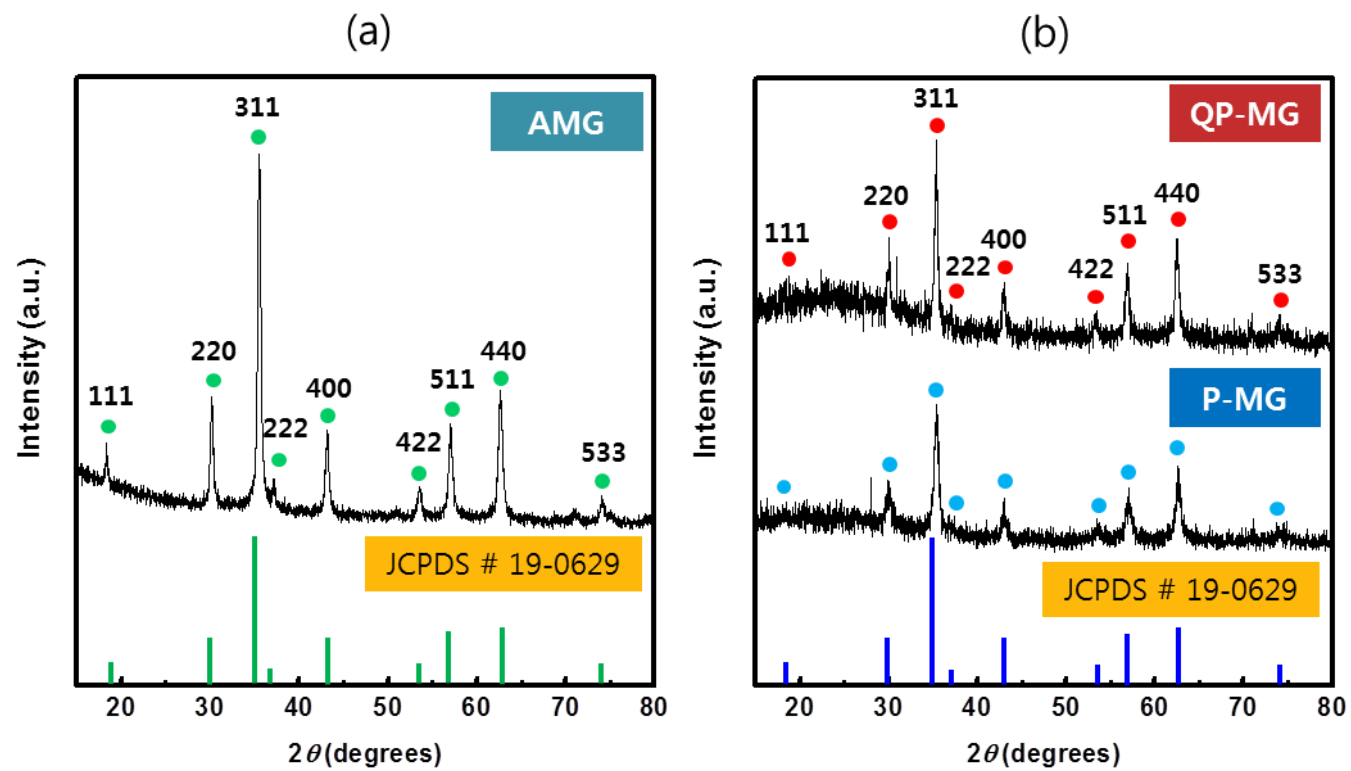 (a)
AMG
311
220
111
222
400
422
511
440
533
JCPDS # 19-0629
Intensity (a.u.)
20 30 40 50 60 70 80
2θ (degrees)
(b)
QP-MG
311
220
111
222
400
422
511
440
533
P-MG
JCPDS # 19-0629
Intensity (a.u.)
20 30 40 50 60 70 80
2θ (degrees)